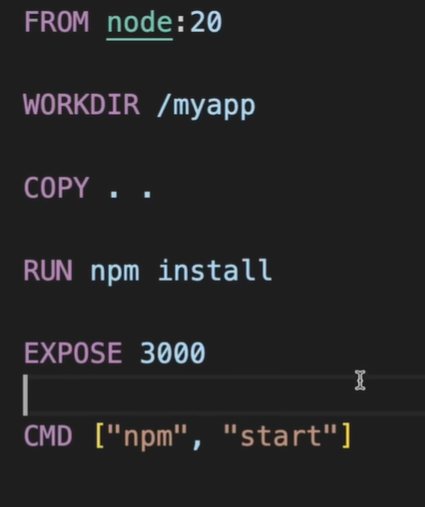 FROM node:20
WORKDIR /myapp
COPY . .
RUN npm install
EXPOSE 3000
CMD ["npm", "start"]